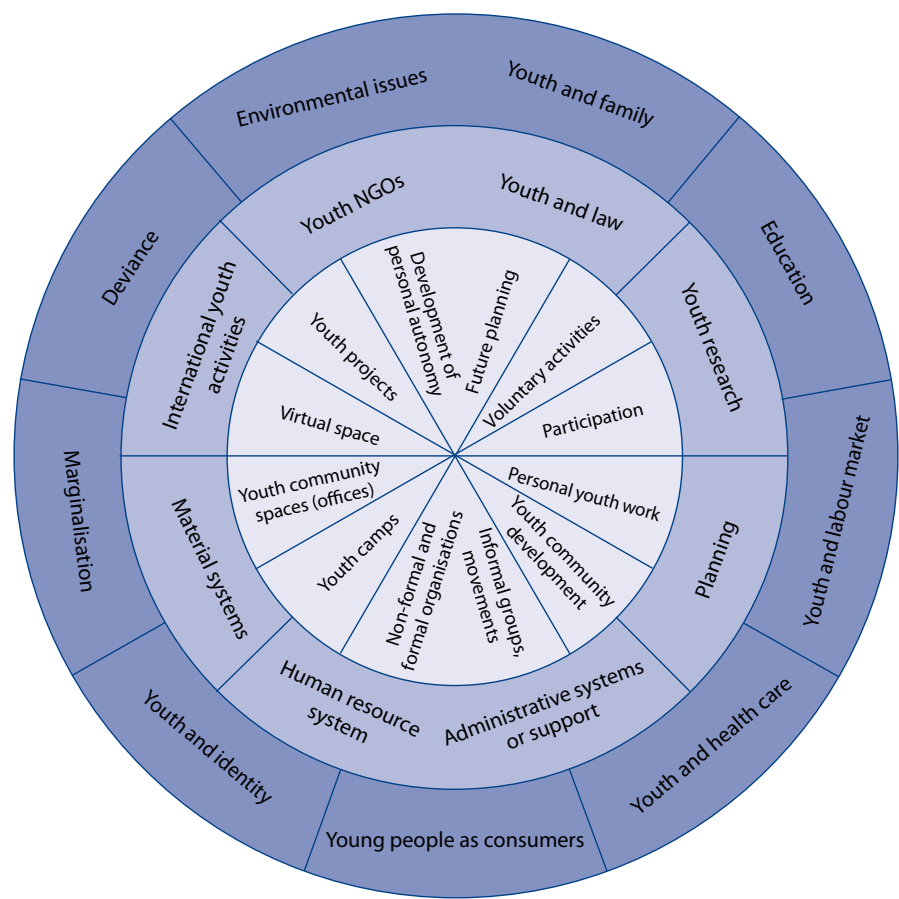 Environmental issues
Youth and family
Education
Youth and labour market
Youth and health care
Young people as consumers
Youth and identity
Marginalisation
Deviance
Youth NGOs
Youth and law
Youth research
Planning
Administrative systems
or support
Human resource
system
Material systems
International youth
activities
Development of
personal autonomy
Future planning
Voluntary activities
Participation
Personal youth work
Youth community
development
Informal groups,
movements
Non-formal and
formal organisations
Youth camps
Youth community
spaces (offices)
Virtual space
Youth projects